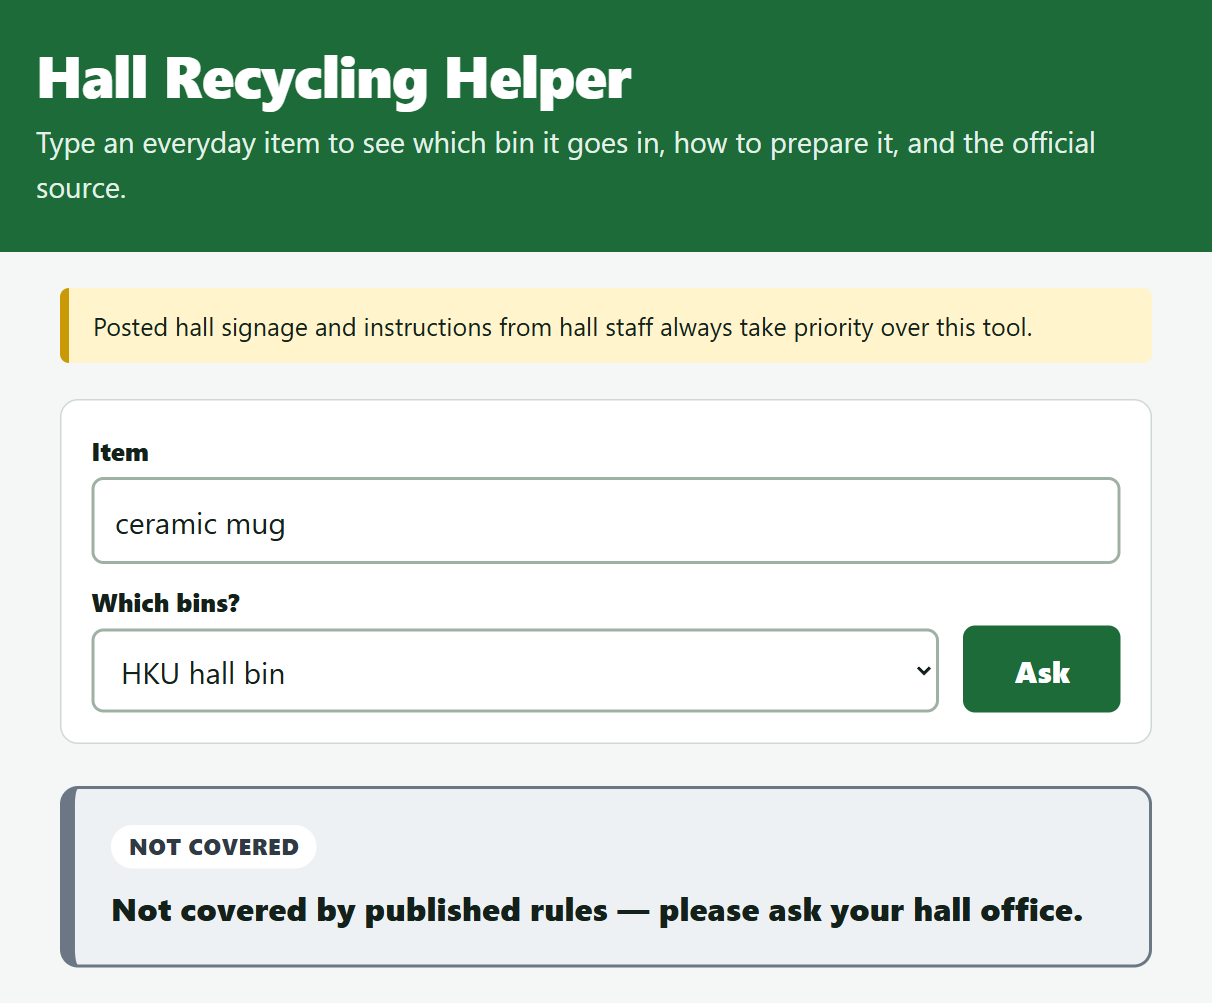 Hall Recycling Helper
Type an everyday item to see which bin it goes in, how to prepare it, and the official
source.
Posted hall signage and instructions from hall staff always take priority over this tool.
Item
ceramic mug
Which bins?
HKU hall bin
Ask
NOT COVERED
Not covered by published rules — please ask your hall office.